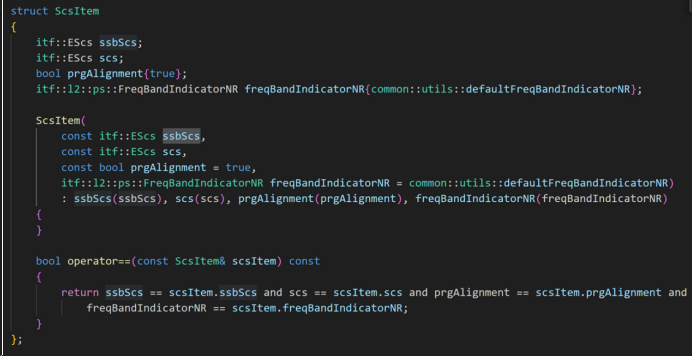 struct ScsItem
{
    itf::EScs ssbScs;
    itf::EScs scs;
    bool prgAlignment{true};
    itf::l2::ps::FreqBandIndicatorNR freqBandIndicatorNR{common::utils::defaultFreqBandIndicatorNR};

    ScsItem(
        const itf::EScs ssbScs,
        const itf::EScs scs,
        const bool prgAlignment = true,
        itf::l2::ps::FreqBandIndicatorNR freqBandIndicatorNR = common::utils::defaultFreqBandIndicatorNR)
        : ssbScs(ssbScs), scs(scs), prgAlignment(prgAlignment), freqBandIndicatorNR(freqBandIndicatorNR)
    {
    }

    bool operator==(const ScsItem& scsItem) const
    {
        return ssbScs == scsItem.ssbScs and scs == scsItem.scs and prgAlignment == scsItem.prgAlignment and
            freqBandIndicatorNR == scsItem.freqBandIndicatorNR;
    }
};